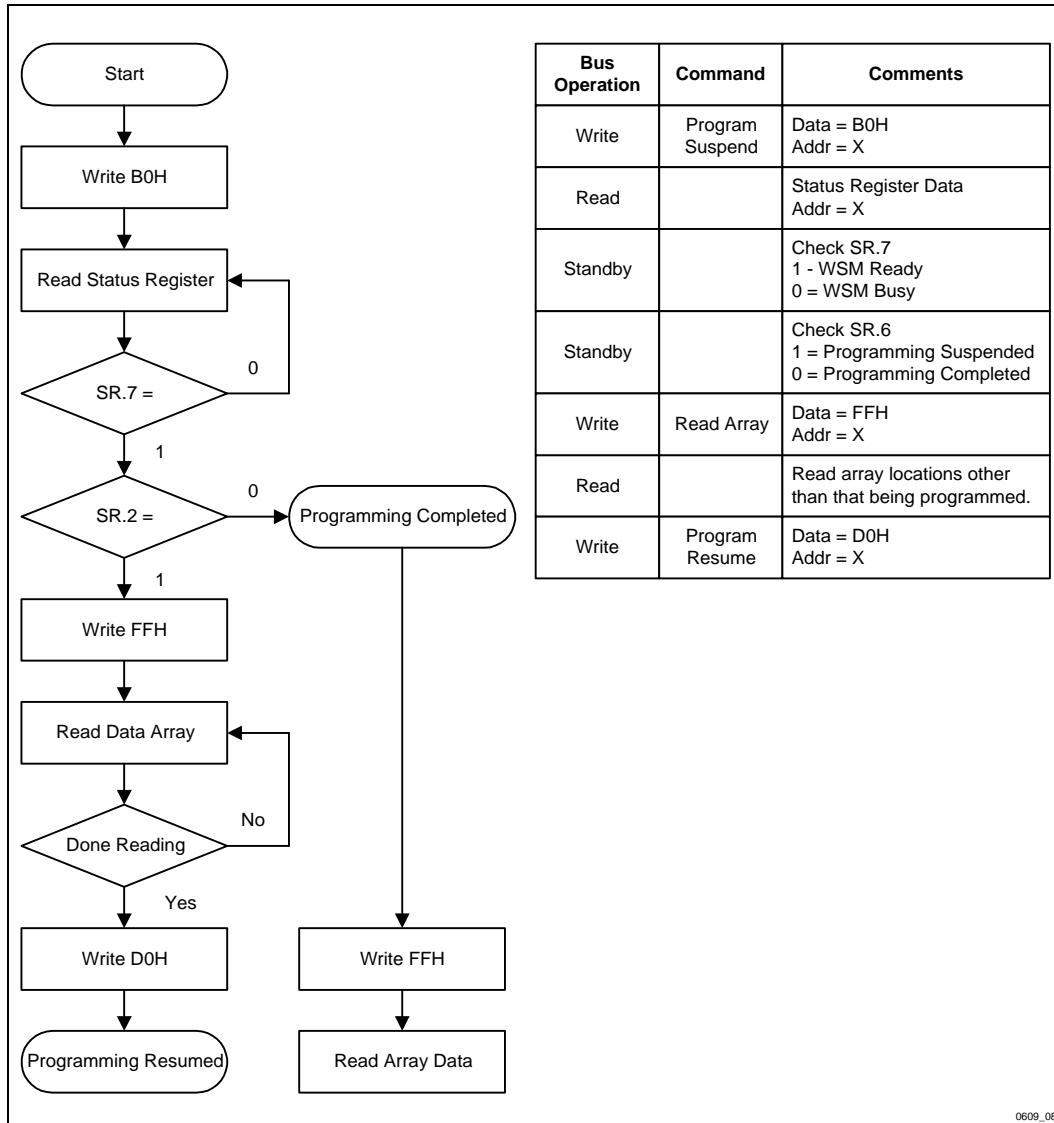 Start
Write B0H
Read Status Register
0
SR.7 =
1
0
SR.2 =
Programming Completed
1
Write FFH
Read Data Array
No
Done Reading
Yes
Write D0H
Write FFH
Programming Resumed
Read Array Data
Bus
Operation
Command
Comments
Write
Program
Suspend
Data = B0H
Addr = X
Read
Status Register Data
Addr = X
Standby
Check SR.7
1 - WSM Ready
0 = WSM Busy
Standby
Check SR.6
1 = Programming Suspended
0 = Programming Completed
Write
Read Array
Data = FFH
Addr = X
Read
Read array locations other
than that being programmed.
Write
Program
Resume
Data = D0H
Addr = X
0609_08